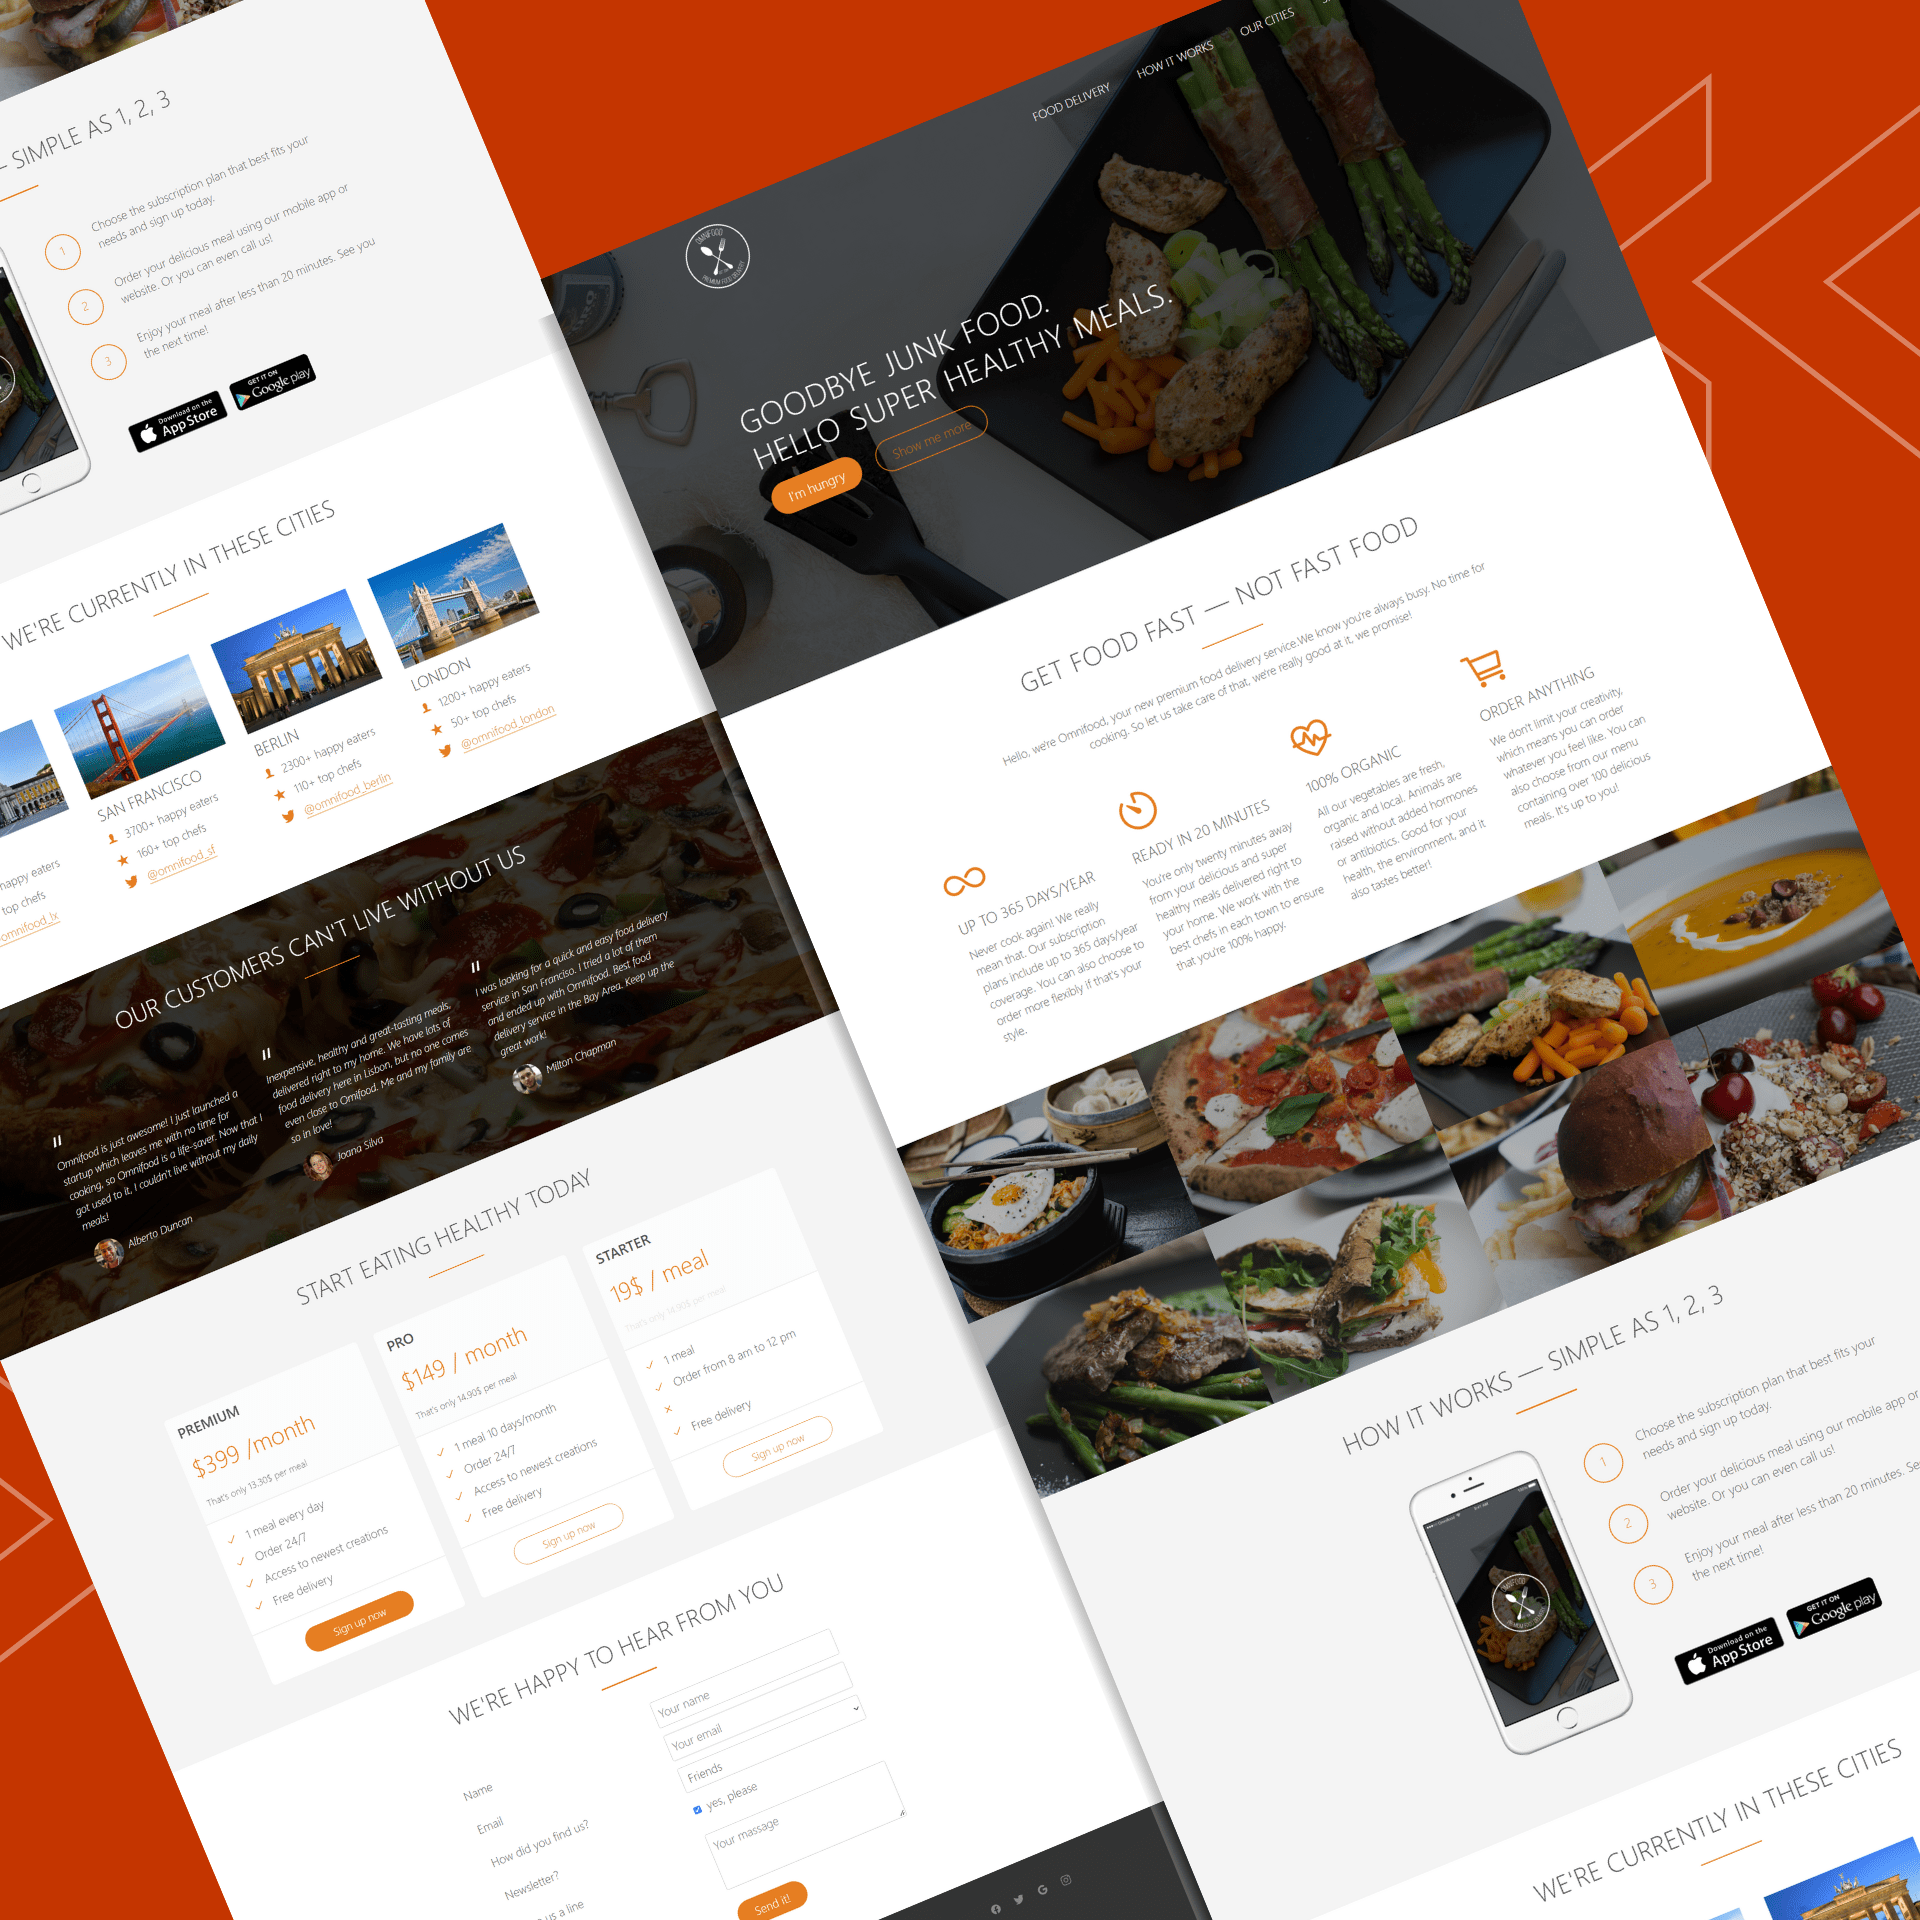 — SIMPLE AS 1, 2, 3
1
Choose the subscription plan that best fits your
needs and sign up today.
2
Order your delicious meal using our mobile app or
website. Or you can even call us!
3
Enjoy your meal after less than 20 minutes. See you
the next time!
Download on the
App Store
GET IT ON
Google play
WE'RE CURRENTLY IN THESE CITIES
happy eaters
top chefs
omnifood_lx
SAN FRANCISCO
3700+ happy eaters
160+ top chefs
@omnifood_sf
BERLIN
2300+ happy eaters
110+ top chefs
@omnifood_berlin
LONDON
1200+ happy eaters
50+ top chefs
@omnifood_london
OUR CUSTOMERS CAN'T LIVE WITHOUT US
"
Omnifood is just awesome! I just launched a
startup which leaves me with no time for
cooking, so Omnifood is a life-saver. Now that I
got used to it, I couldn't live without my daily
meals!
Alberto Duncan
"
Inexpensive, healthy and great-tasting meals,
delivered right to my home. We have lots of
food delivery here in Lisbon, but no one comes
even close to Omifood. Me and my family are
so in love!
Joana Silva
"
I was looking for a quick and easy food delivery
service in San Franciso. I tried a lot of them
and ended up with Omnifood. Best food
delivery service in the Bay Area. Keep up the
great work!
Milton Chapman
START EATING HEALTHY TODAY
PREMIUM
$399 /month
That's only 13.30$ per meal
1 meal every day
Order 24/7
Access to newest creations
Free delivery
Sign up now
PRO
$149 / month
That's only 14.90$ per meal
1 meal 10 days/month
Order 24/7
Access to newest creations
Free delivery
Sign up now
STARTER
19$ / meal
That's only 14.90$ per meal
1 meal
Order from 8 am to 12 pm
Free delivery
Sign up now
WE'RE HAPPY TO HEAR FROM YOU
Name
Your name
Email
Your email
How did you find us?
Friends
Newsletter?
yes, please
us a line
Your massage
Send it!
FOOD DELIVERY
HOW IT WORKS
OUR CITIES
OMNIFOOD
PREMIUM FOOD DELIVERY
GOODBYE JUNK FOOD.
HELLO SUPER HEALTHY MEALS.
I'm hungry
Show me more
GET FOOD FAST — NOT FAST FOOD
Hello, we're Omnifood, your new premium food delivery service.We know you're always busy. No time for
cooking. So let us take care of that, we're really good at it, we promise!
UP TO 365 DAYS/YEAR
Never cook again! We really
mean that. Our subscription
plans include up to 365 days/year
coverage. You can also choose to
order more flexibly if that's your
style.
READY IN 20 MINUTES
You're only twenty minutes away
from your delicious and super
healthy meals delivered right to
your home. We work with the
best chefs in each town to ensure
that you're 100% happy.
100% ORGANIC
All our vegetables are fresh,
organic and local. Animals are
raised without added hormones
or antibiotics. Good for your
health, the environment, and it
also tastes better!
ORDER ANYTHING
We don't limit your creativity,
which means you can order
whatever you feel like. You can
also choose from our menu
containing over 100 delicious
meals. It's up to you!
HOW IT WORKS — SIMPLE AS 1, 2, 3
OMNIFOOD
PREMIUM FOOD DELIVERY
1
Choose the subscription plan that best fits your
needs and sign up today.
2
Order your delicious meal using our mobile app or
website. Or you can even call us!
3
Enjoy your meal after less than 20 minutes. See
the next time!
Download on the
App Store
GET IT ON
Google play
WE'RE CURRENTLY IN THESE CITIES